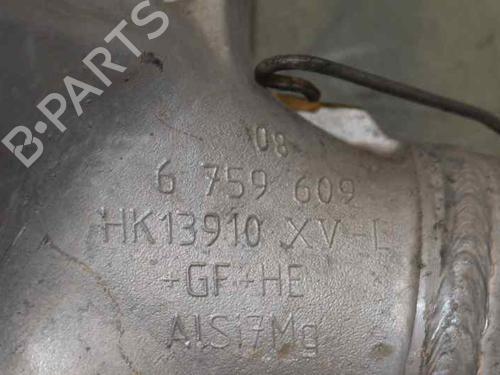 B-PARTS
08
6 759 609
HK13910 XV-L
+GF+HE
AlSi7Mg